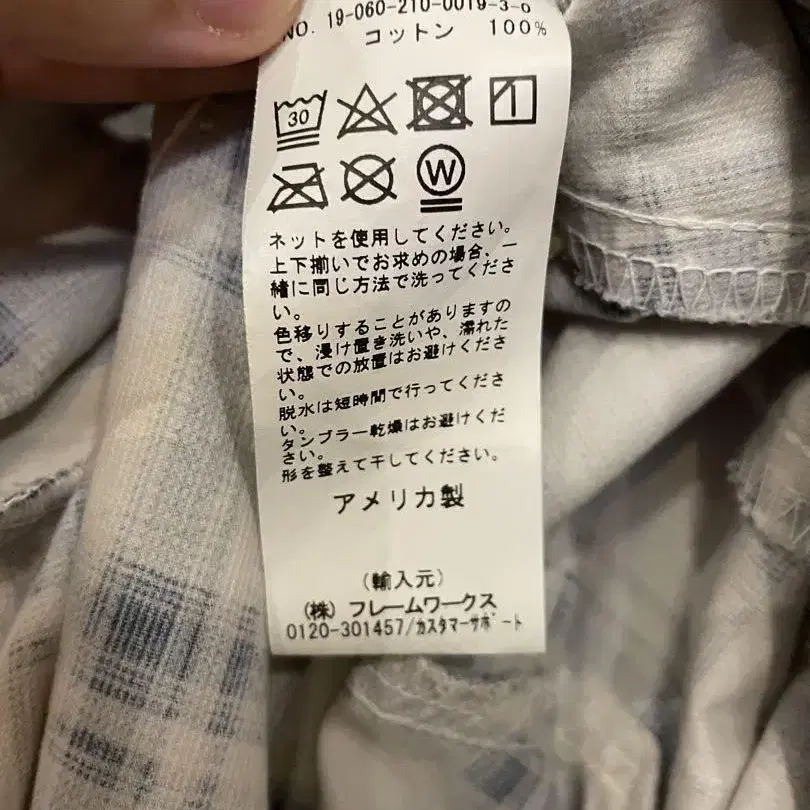 NO. 19-060-210-0019-3-6
コットン 100%
30
W
ネットを使用してください。
上下揃いでお求めの場合、一
緒に同じ方法で洗ってくださ
い。
色移りすることがありますの
で、浸け置き洗いや、濡れた
状態での放置はお避けくださ
い。
脱水は短時間で行ってくださ
い。
タンブラー乾燥はお避けくだ
さい。
形を整えて干してください。
アメリカ製
(輸入元)
(株) フレームワークス
0120-301457/カスタマーサポート